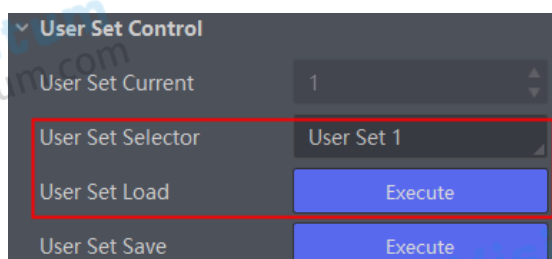 User Set Control
User Set Current 1
User Set Selector User Set 1
User Set Load Execute
User Set Save Execute